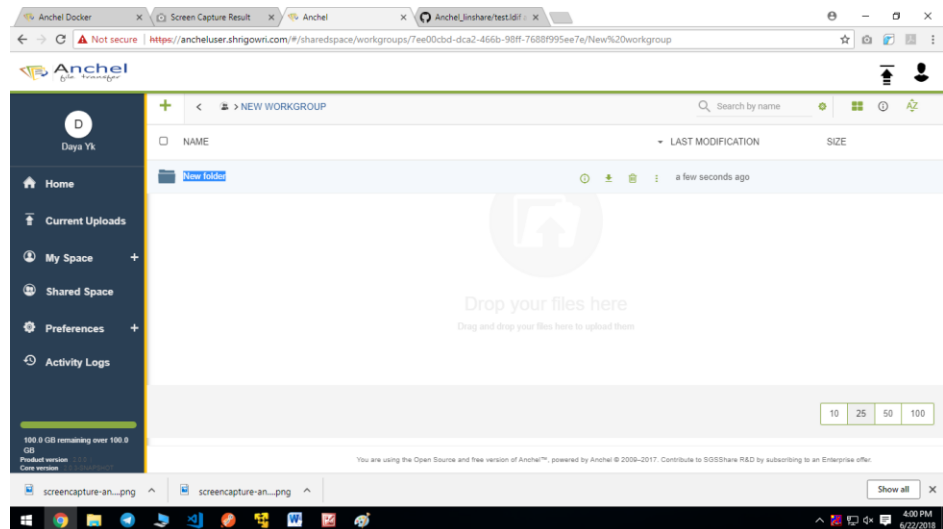 Anchel Docker
Screen Capture Result
Anchel
Anchel_linshare/test.ldif
Not secure https://ancheluser.shrigowri.com/#/sharedspace/workgroups/7ee00cbd-dca2-466b-98ff-7688f995ee7e/New%20workgroup
Anchel
file transfer
D
Daya Yk
Home
Current Uploads
My Space +
Shared Space
Preferences +
Activity Logs
100.0 GB remaining over 100.0
GB
Product version
Core version
+ < > NEW WORKGROUP
Search by name
NAME
LAST MODIFICATION
SIZE
New folder
a few seconds ago
Drop your files here
Drag and drop your files here to upload them
10 25 50 100
You are using the Open Source and free version of Anchel™, powered by Anchel © 2009–2017. Contribute to SGSShare R&D by subscribing to an Enterprise offer.
screencapture-an....png
screencapture-an....png
Show all
4:00 PM
6/22/2018